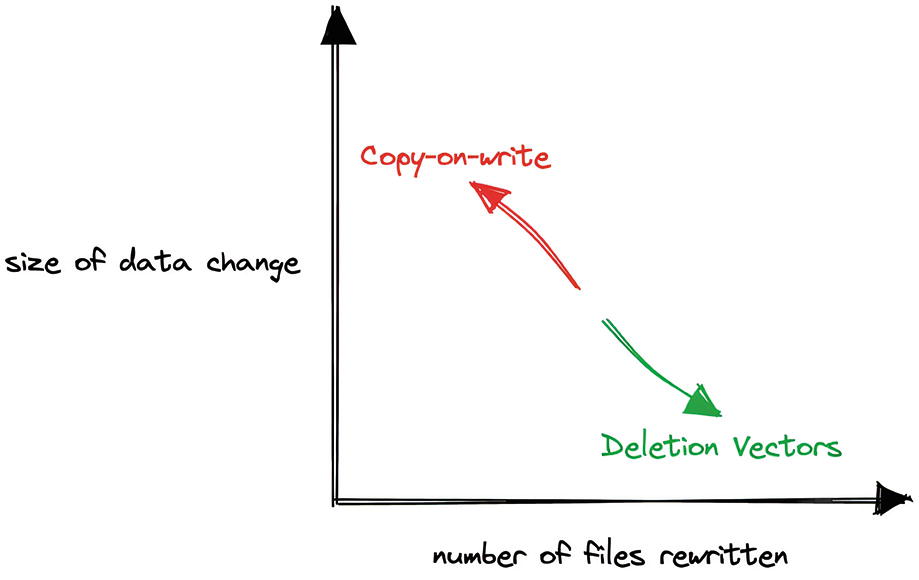 Copy-on-write
size of data change
Deletion Vectors
number of files rewritten